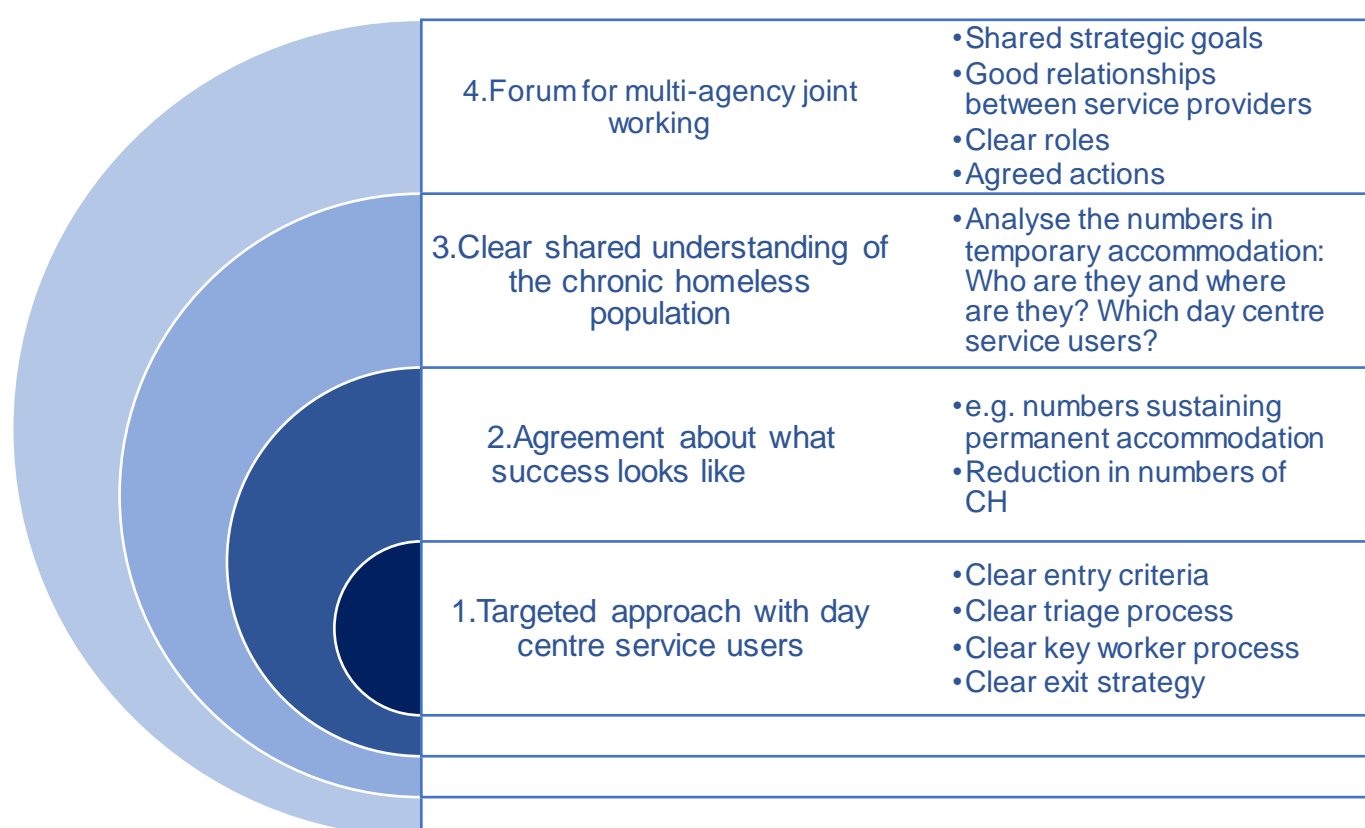 4.Forum for multi-agency joint
working
•Shared strategic goals
•Good relationships
between service providers
•Clear roles
•Agreed actions
3.Clear shared understanding of
the chronic homeless
population
•Analyse the numbers in
temporary accommodation:
Who are they and where
are they? Which day centre
service users?
2.Agreement about what
success looks like
•e.g. numbers sustaining
permanent accommodation
•Reduction in numbers of
CH
1.Targeted approach with day
centre service users
•Clear entry criteria
•Clear triage process
•Clear key worker process
•Clear exit strategy